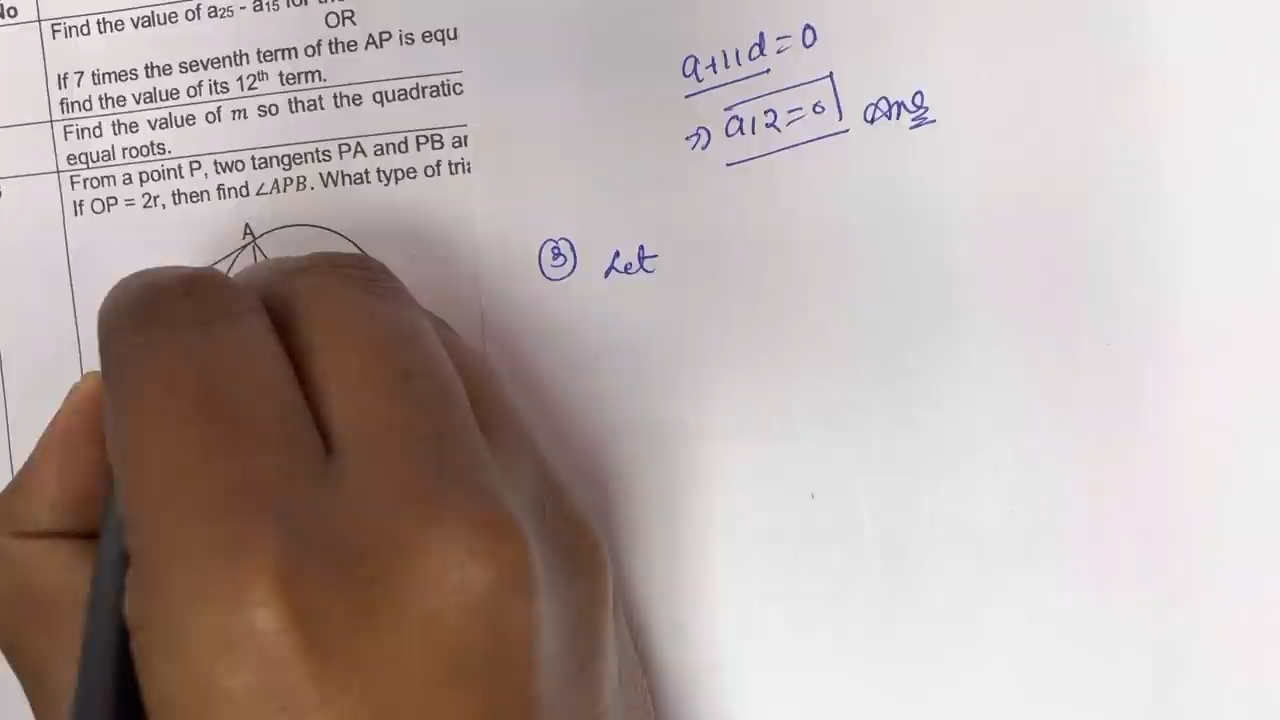 No
Find the value of a25 - a15 for
OR
If 7 times the seventh term of the AP is equ
find the value of its 12th term.
Find the value of m so that the quadratic
equal roots.
From a point P, two tangents PA and PB ar
If OP = 2r, then find ∠APB. What type of tria
A
a+11d=0
⇒ a12=0 Ans
③ Let